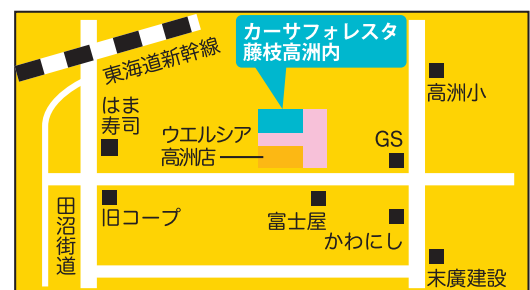 カーサフォレスタ
藤枝高洲内
東海道新幹線
はま
寿司
ウエルシア
高洲店
GS
高洲小
田沼街道
旧コープ
富士屋
かわにし
末廣建設